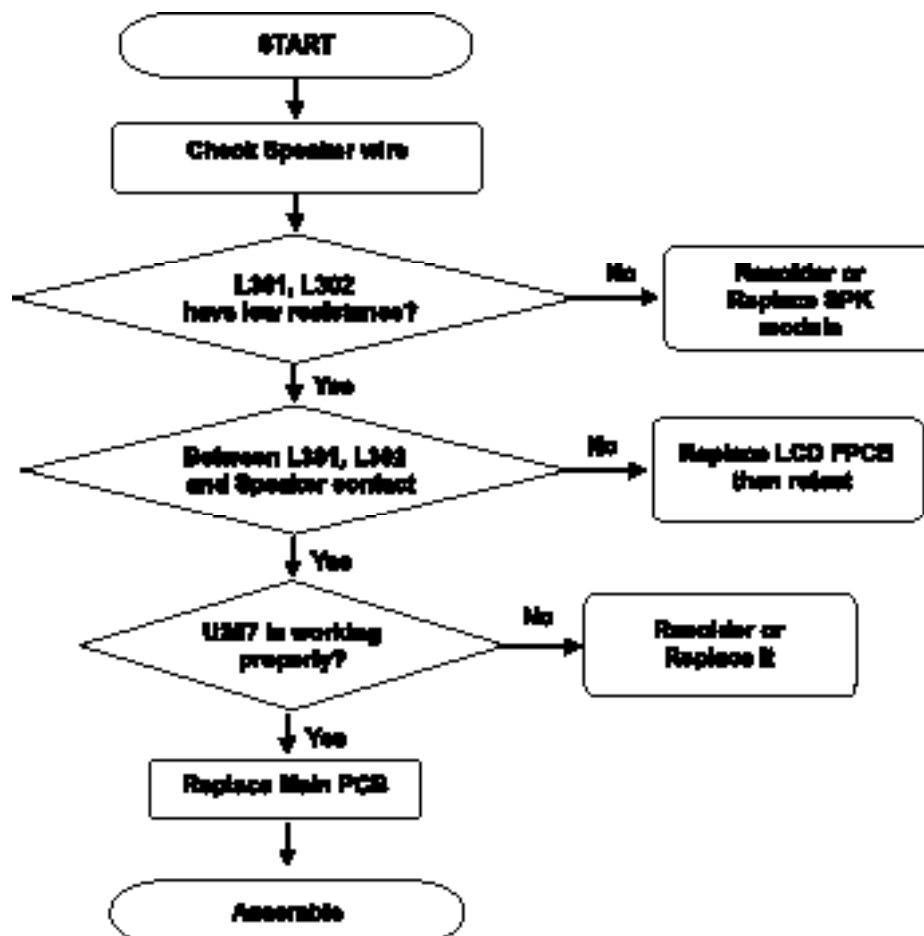 START
Check Speaker wire
L301, L302
have low resistance?
No
Resolder or
Replace SPK
module
Yes
Between L301, L302
and Speaker contact
No
Replace LCD FPCB
then retest
Yes
is working
properly?
No
Resolder or
Replace it
Yes
Replace Main PCB
Assemble